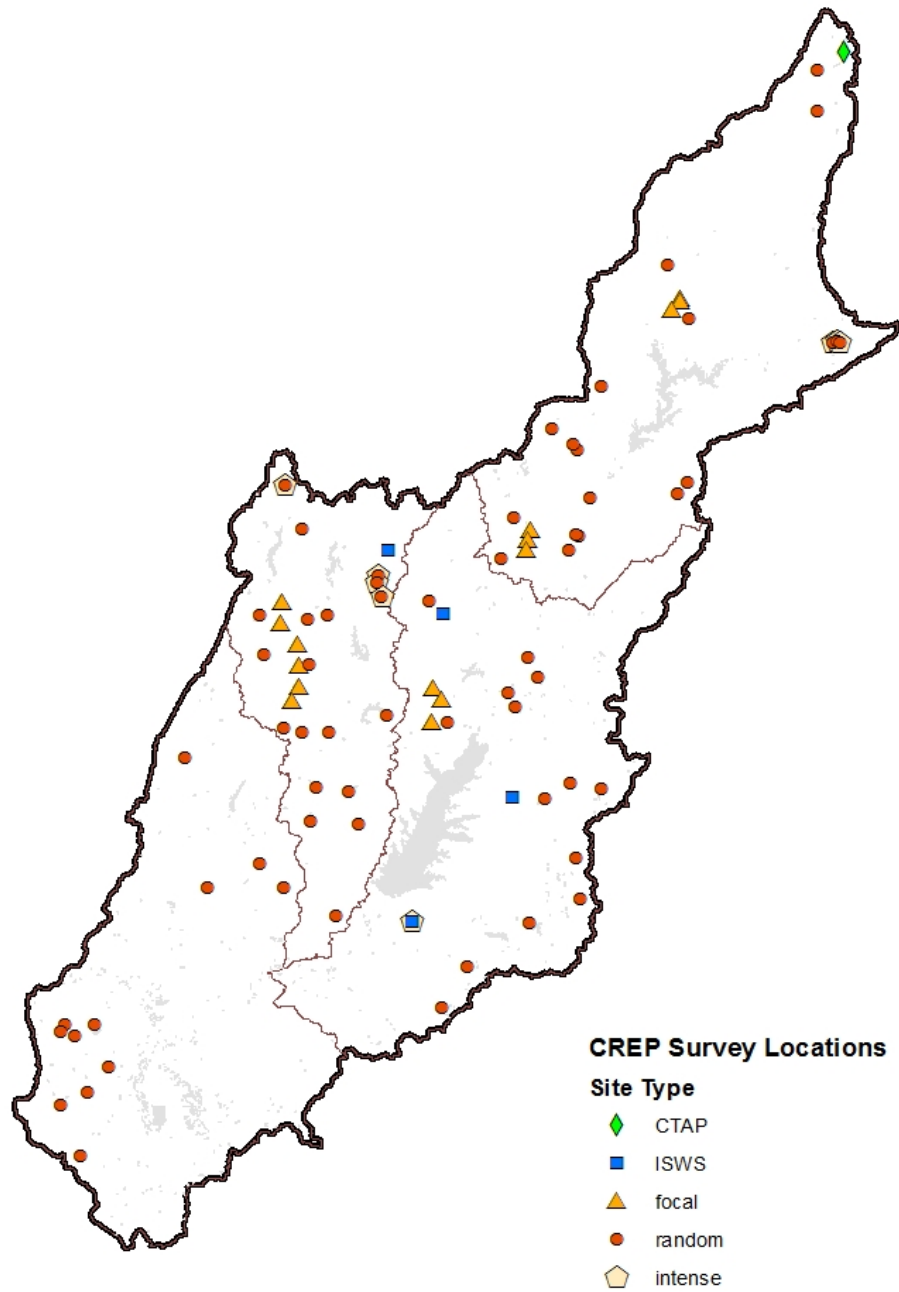 CREP Survey Locations
Site Type
CTAP
ISWS
focal
random
intense